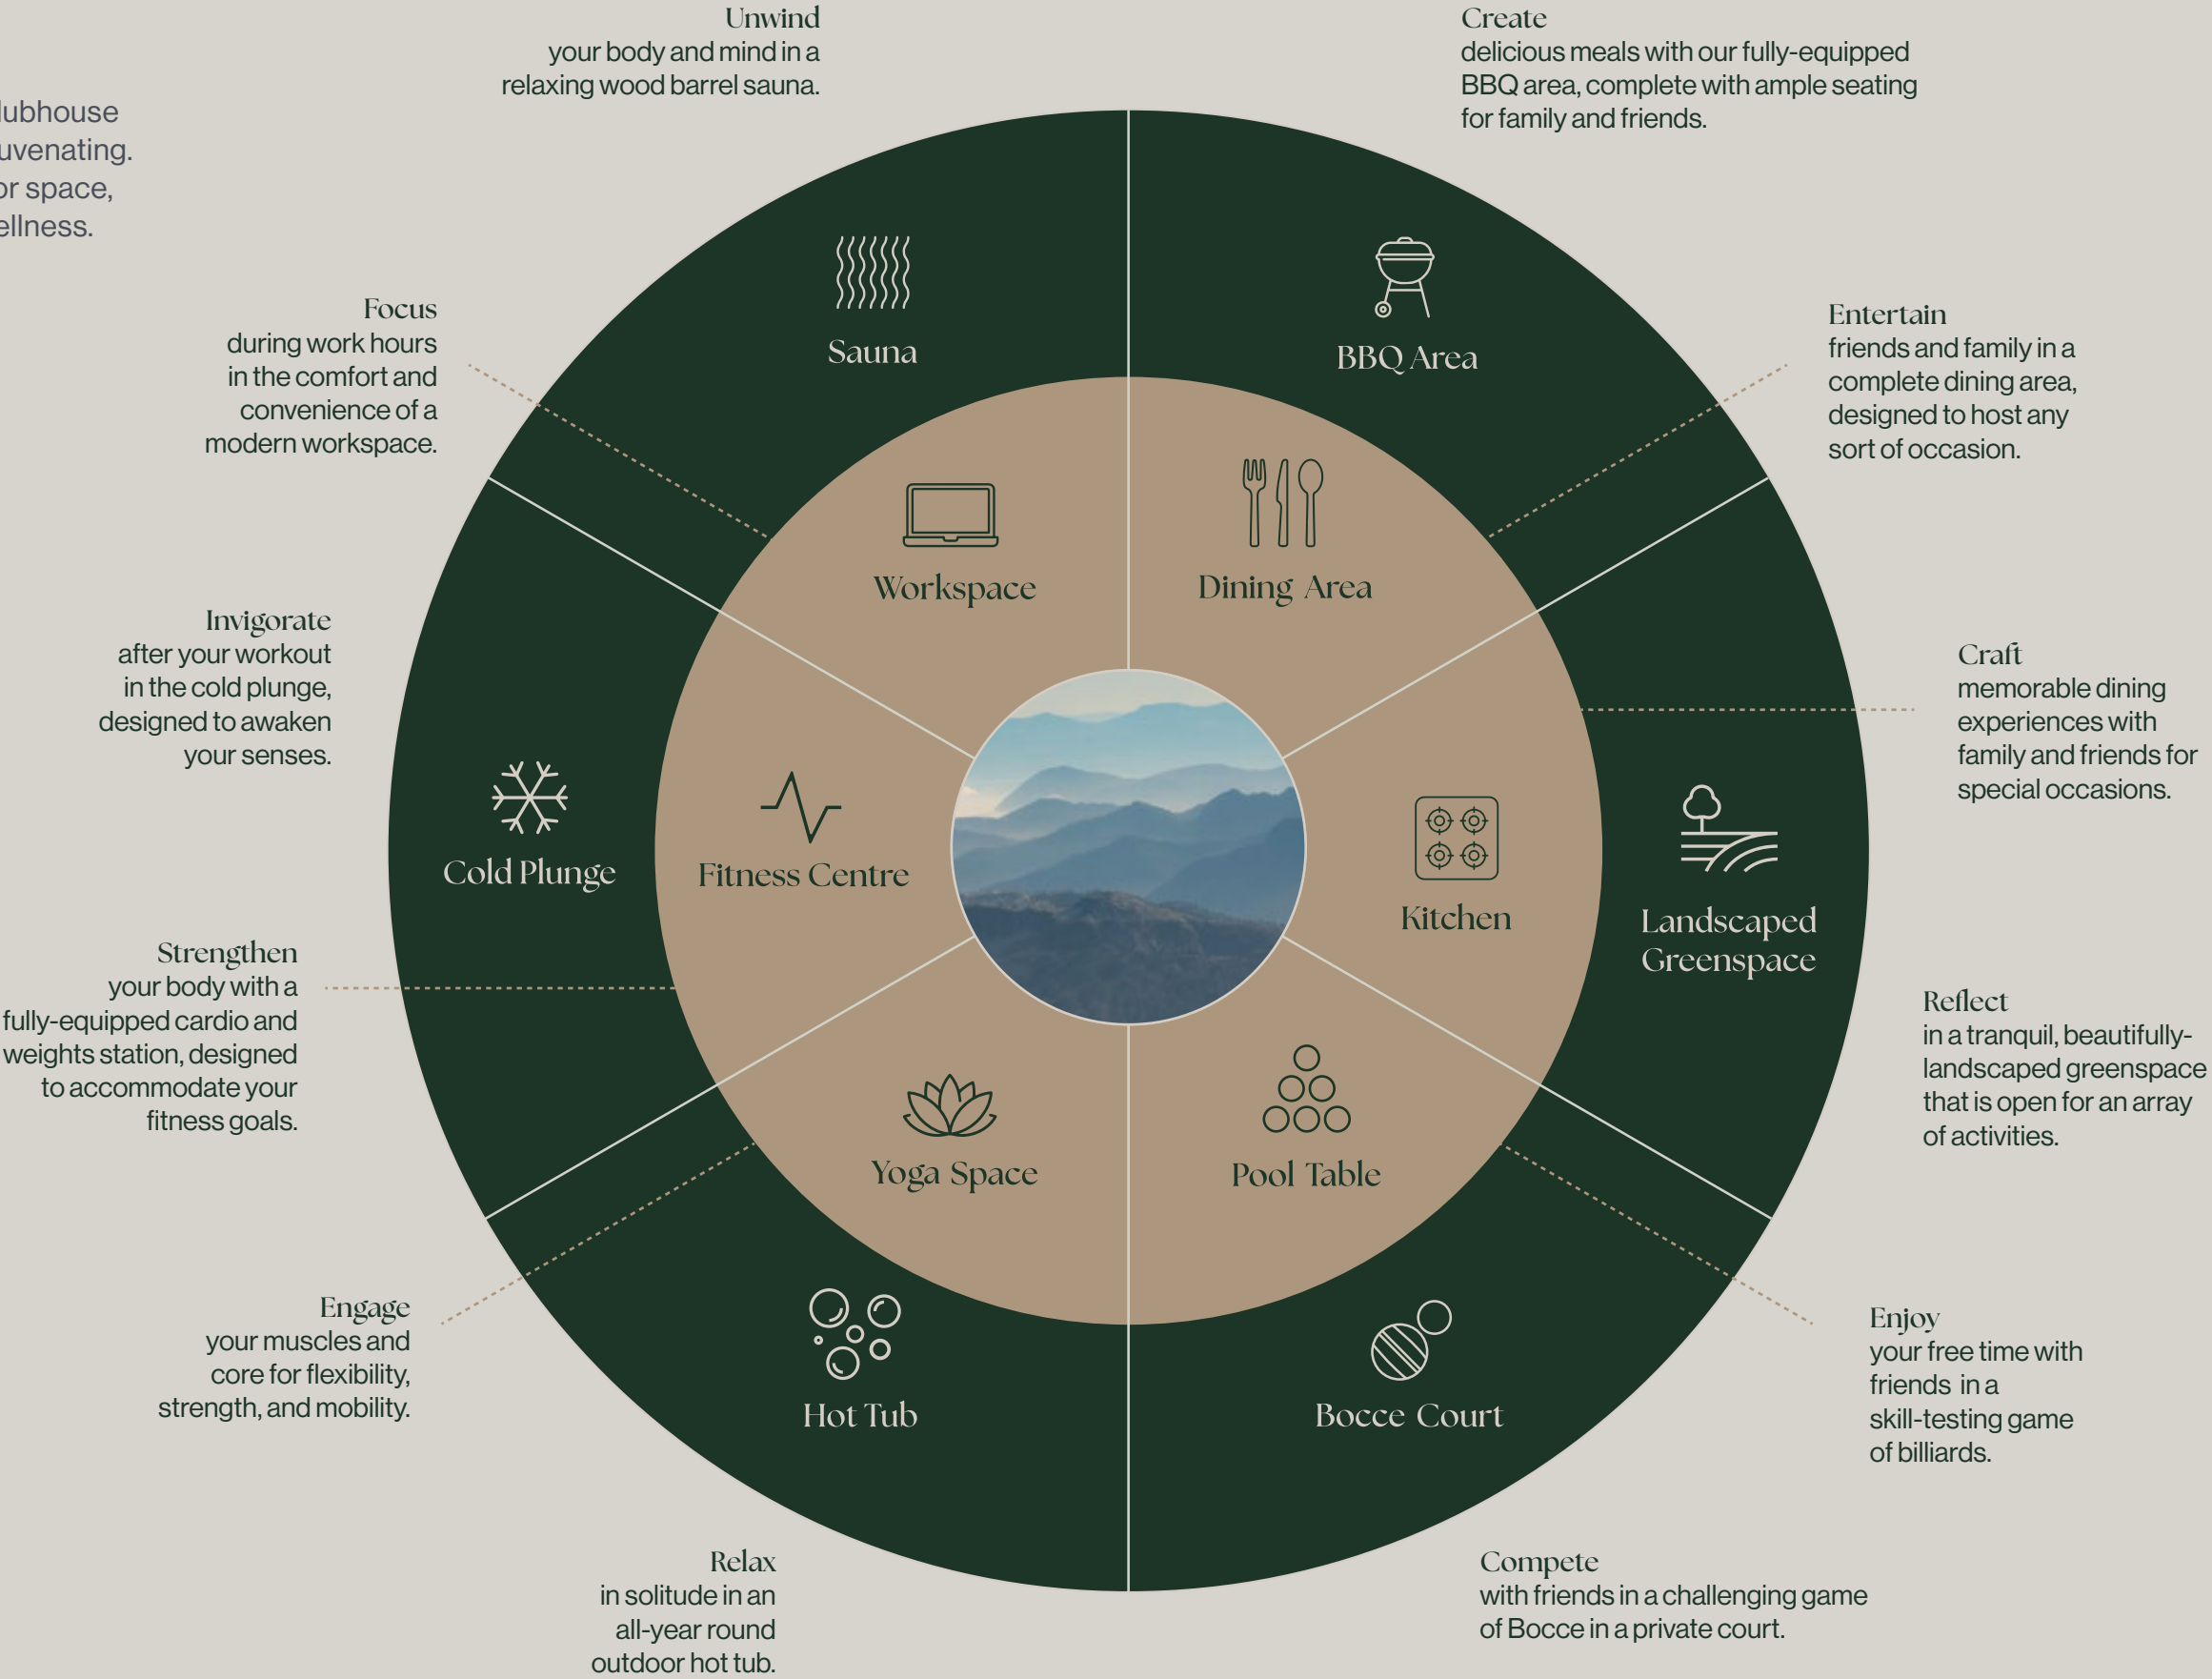 Unwind
your body and mind in a
relaxing wood barrel sauna.
Create
delicious meals with our fully-equipped
BBQ area, complete with ample seating
for family and friends.
space,
Focus
during work hours
in the comfort and
convenience of a
modern workspace.
Sauna
BBQ Area
Entertain
friends and family in a
complete dining area,
designed to host any
sort of occasion.
Workspace
Dining Area
Invigorate
after your workout
in the cold plunge,
designed to awaken
your senses.
Craft
memorable dining
experiences with
family and friends for
special occasions.
Cold Plunge
Fitness Centre
Kitchen
Landscaped
Greenspace
Strengthen
your body with a
fully-equipped cardio and
weights station, designed
to accommodate your
fitness goals.
Reflect
in a tranquil, beautifully-
landscaped greenspace
that is open for an array
of activities.
Yoga Space
Pool Table
Engage
your muscles and
core for flexibility,
strength, and mobility.
Hot Tub
Bocce Court
Enjoy
your free time with
friends in a
skill-testing game
of billiards.
Relax
in solitude in an
all-year round
outdoor hot tub.
Compete
with friends in a challenging game
of Bocce in a private court.